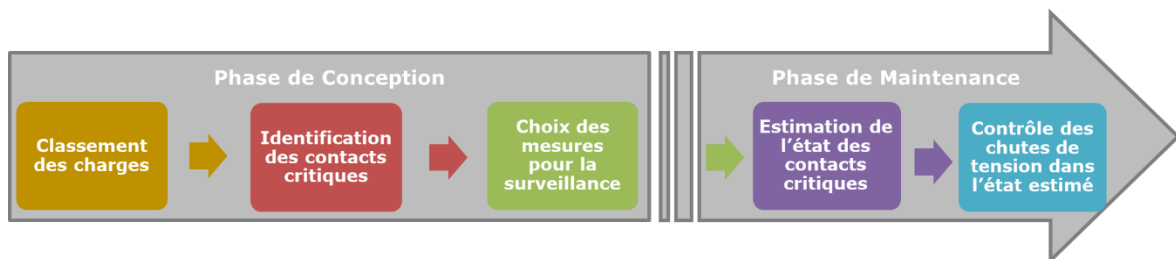 Phase de Conception
Classement
des charges
Identification
des contacts
critiques
Choix des
mesures
pour la
surveillance
Phase de Maintenance
Estimation de
l’état des
contacts
critiques
Contrôle des
chutes de
tension dans
l’état estimé